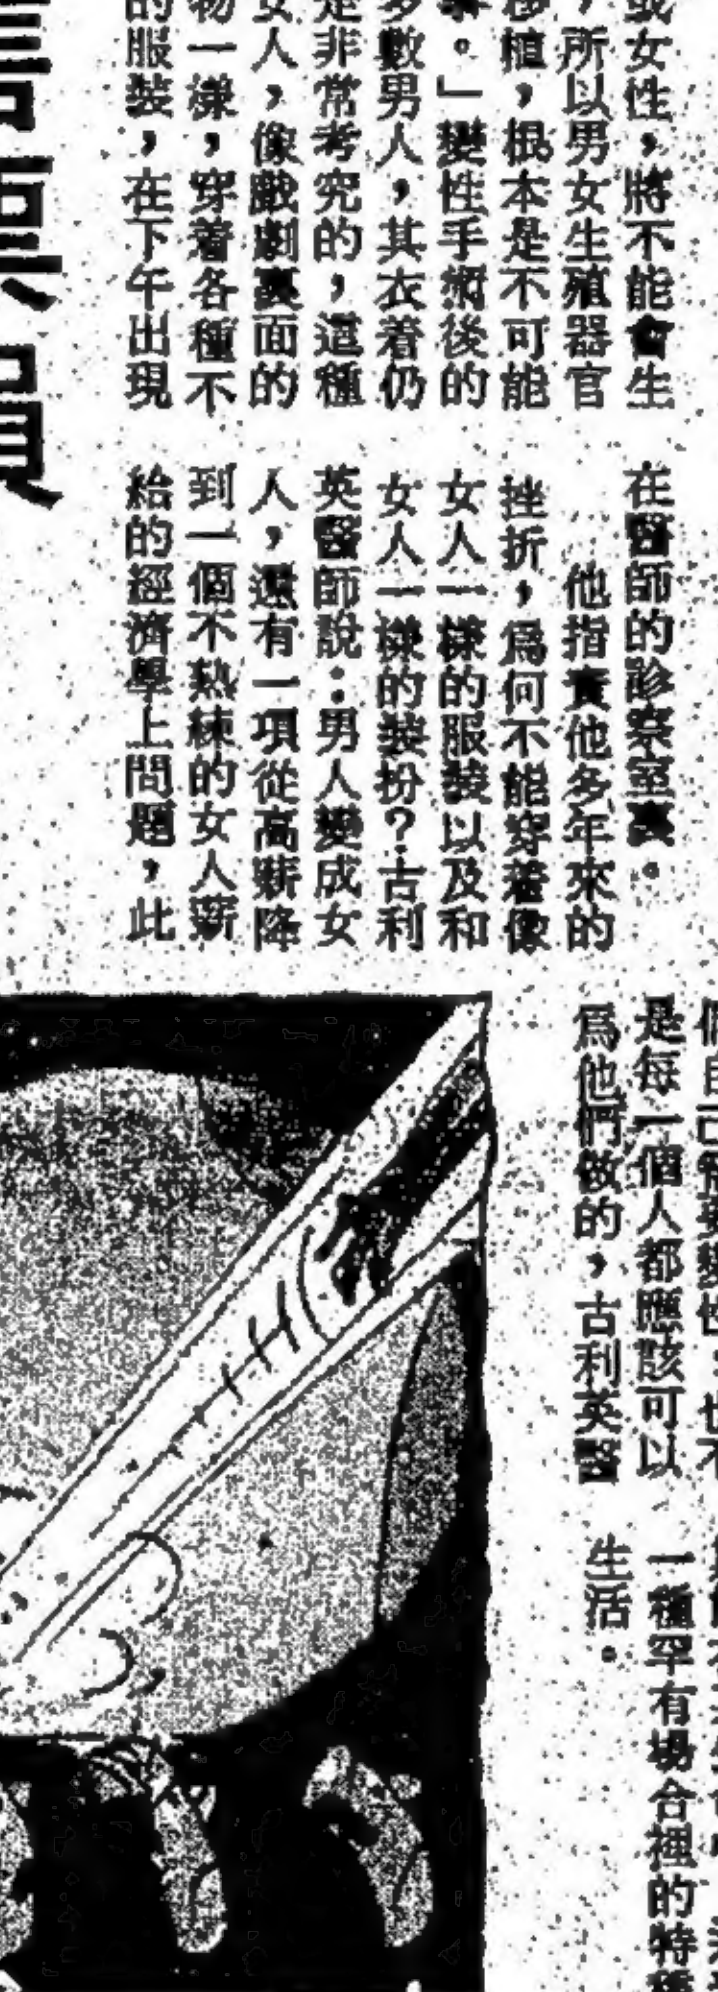 或女性，將不能會生
，所以男女生殖器官
移植，根本是不可能
。」變性手術後的
多數男人，其衣着仍
是非常考究的，這種
女人，像戲劇裏面的
物一樣，穿着各種不
的服裝，在下午出現
在醫師的診察室裏。
他指責他多年來的
挫折，爲何不能穿着像
女人一樣的服裝以及和
女人一樣的裝扮？古利
英醫師說：男人變成女
人，還有一項從高薪降
到一個不熟練的女人薪
給的經濟學上問題，此
是每一個人都應該可以
爲他們做的，古利英醫
一種罕有場合裡的特
生活。